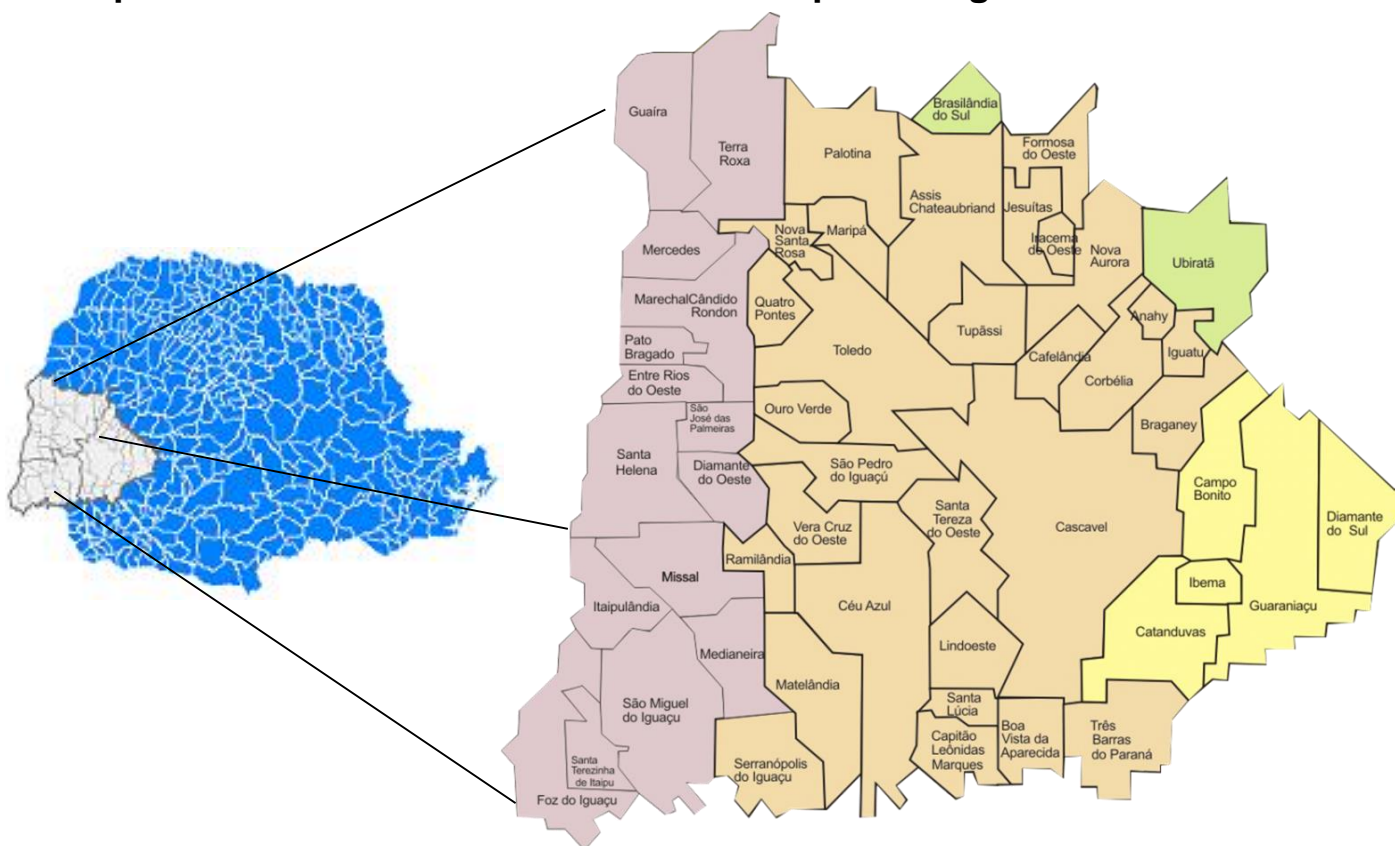 Guaíra
Terra
Roxa
Palotina
Brasilândia
do Sul
Formosa
do Oeste
Assis
Chateaubriand
Jesuítas
Iracema
de Oeste
Nova
Aurora
Ubiratã
Mercedes
Nova
Santa
Rosa
Maripá
MarechalCândido
Rondon
Quatro
Pontes
Toledo
Tupãssi
Anahy
Iguatu
Cafelândia
Corbélia
Pato
Bragado
Entre Rios
do Oeste
São
José das
Palmeiras
Ouro Verde
Braganey
Santa
Helena
Diamante
do Oeste
São Pedro
do Iguaçú
Campo
Bonito
Santa
Tereza
do Oeste
Cascavel
Diamante
do Sul
Vera Cruz
do Oeste
Ramilândia
Missal
Ibema
Itaipulândia
Céu Azul
Guaraniaçu
Catanduvas
Lindoeste
Medianeira
Matelândia
São Miguel
do Iguaçu
Santa
Lúcia
Boa
Vista da
Aparecida
Três
Barras
do Paraná
Capitão
Leônidas
Marques
Serranópolis
do Iguaçu
Santa
Terezinha
de Itaipu
Foz do Iguaçu